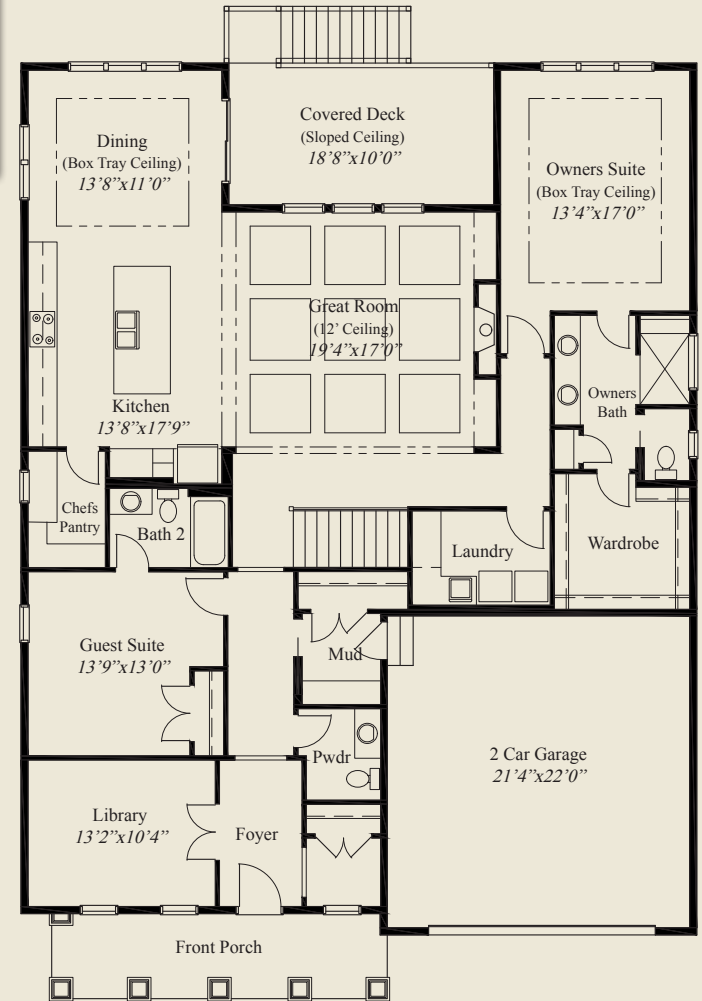 Covered Deck
(Sloped Ceiling)
18’8”x10’0”
Dining
(Box Tray Ceiling)
13’8”x11’0”
Owners Suite
(Box Tray Ceiling)
13’4”x17’0”
Great Room
(12’ Ceiling)
19’4”x17’0”
Kitchen
13’8”x17’9”
Owners
Bath
Chefs
Pantry
Bath 2
Laundry
Wardrobe
Guest Suite
13’9”x13’0”
Mud
Pwdr
2 Car Garage
21’4”x22’0”
Library
13’2”x10’4”
Foyer
Front Porch